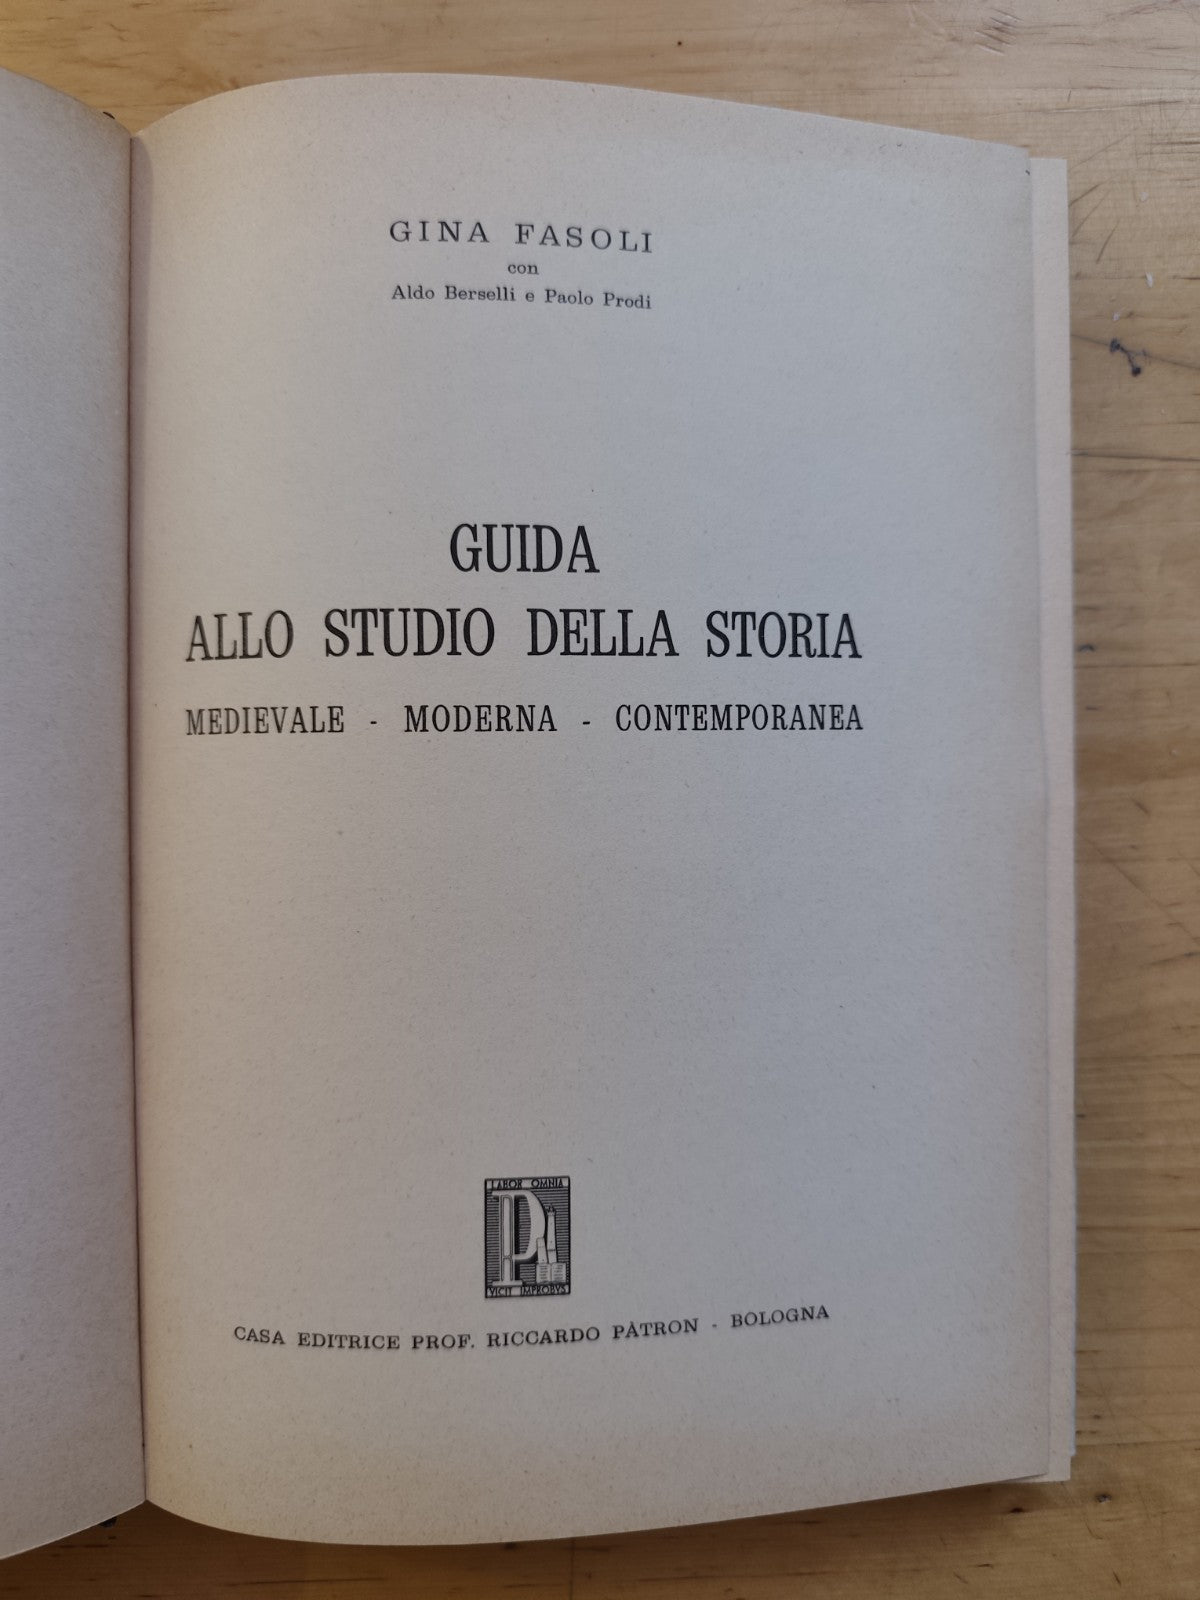 GINA FASOLI
con
Aldo Berselli e Paolo Prodi
GUIDA
ALLO STUDIO DELLA STORIA
MEDIEVALE - MODERNA - CONTEMPORANEA
LABOR OMNIA
P
VICIT IMPROBVS
CASA EDITRICE PROF. RICCARDO PÀTRON - BOLOGNA